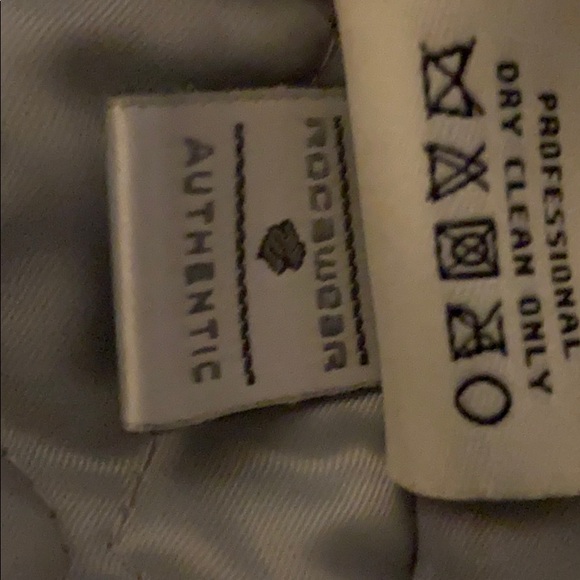 PROFESSIONAL
DRY CLEAN ONLY
rocawear
AUTHENTIC